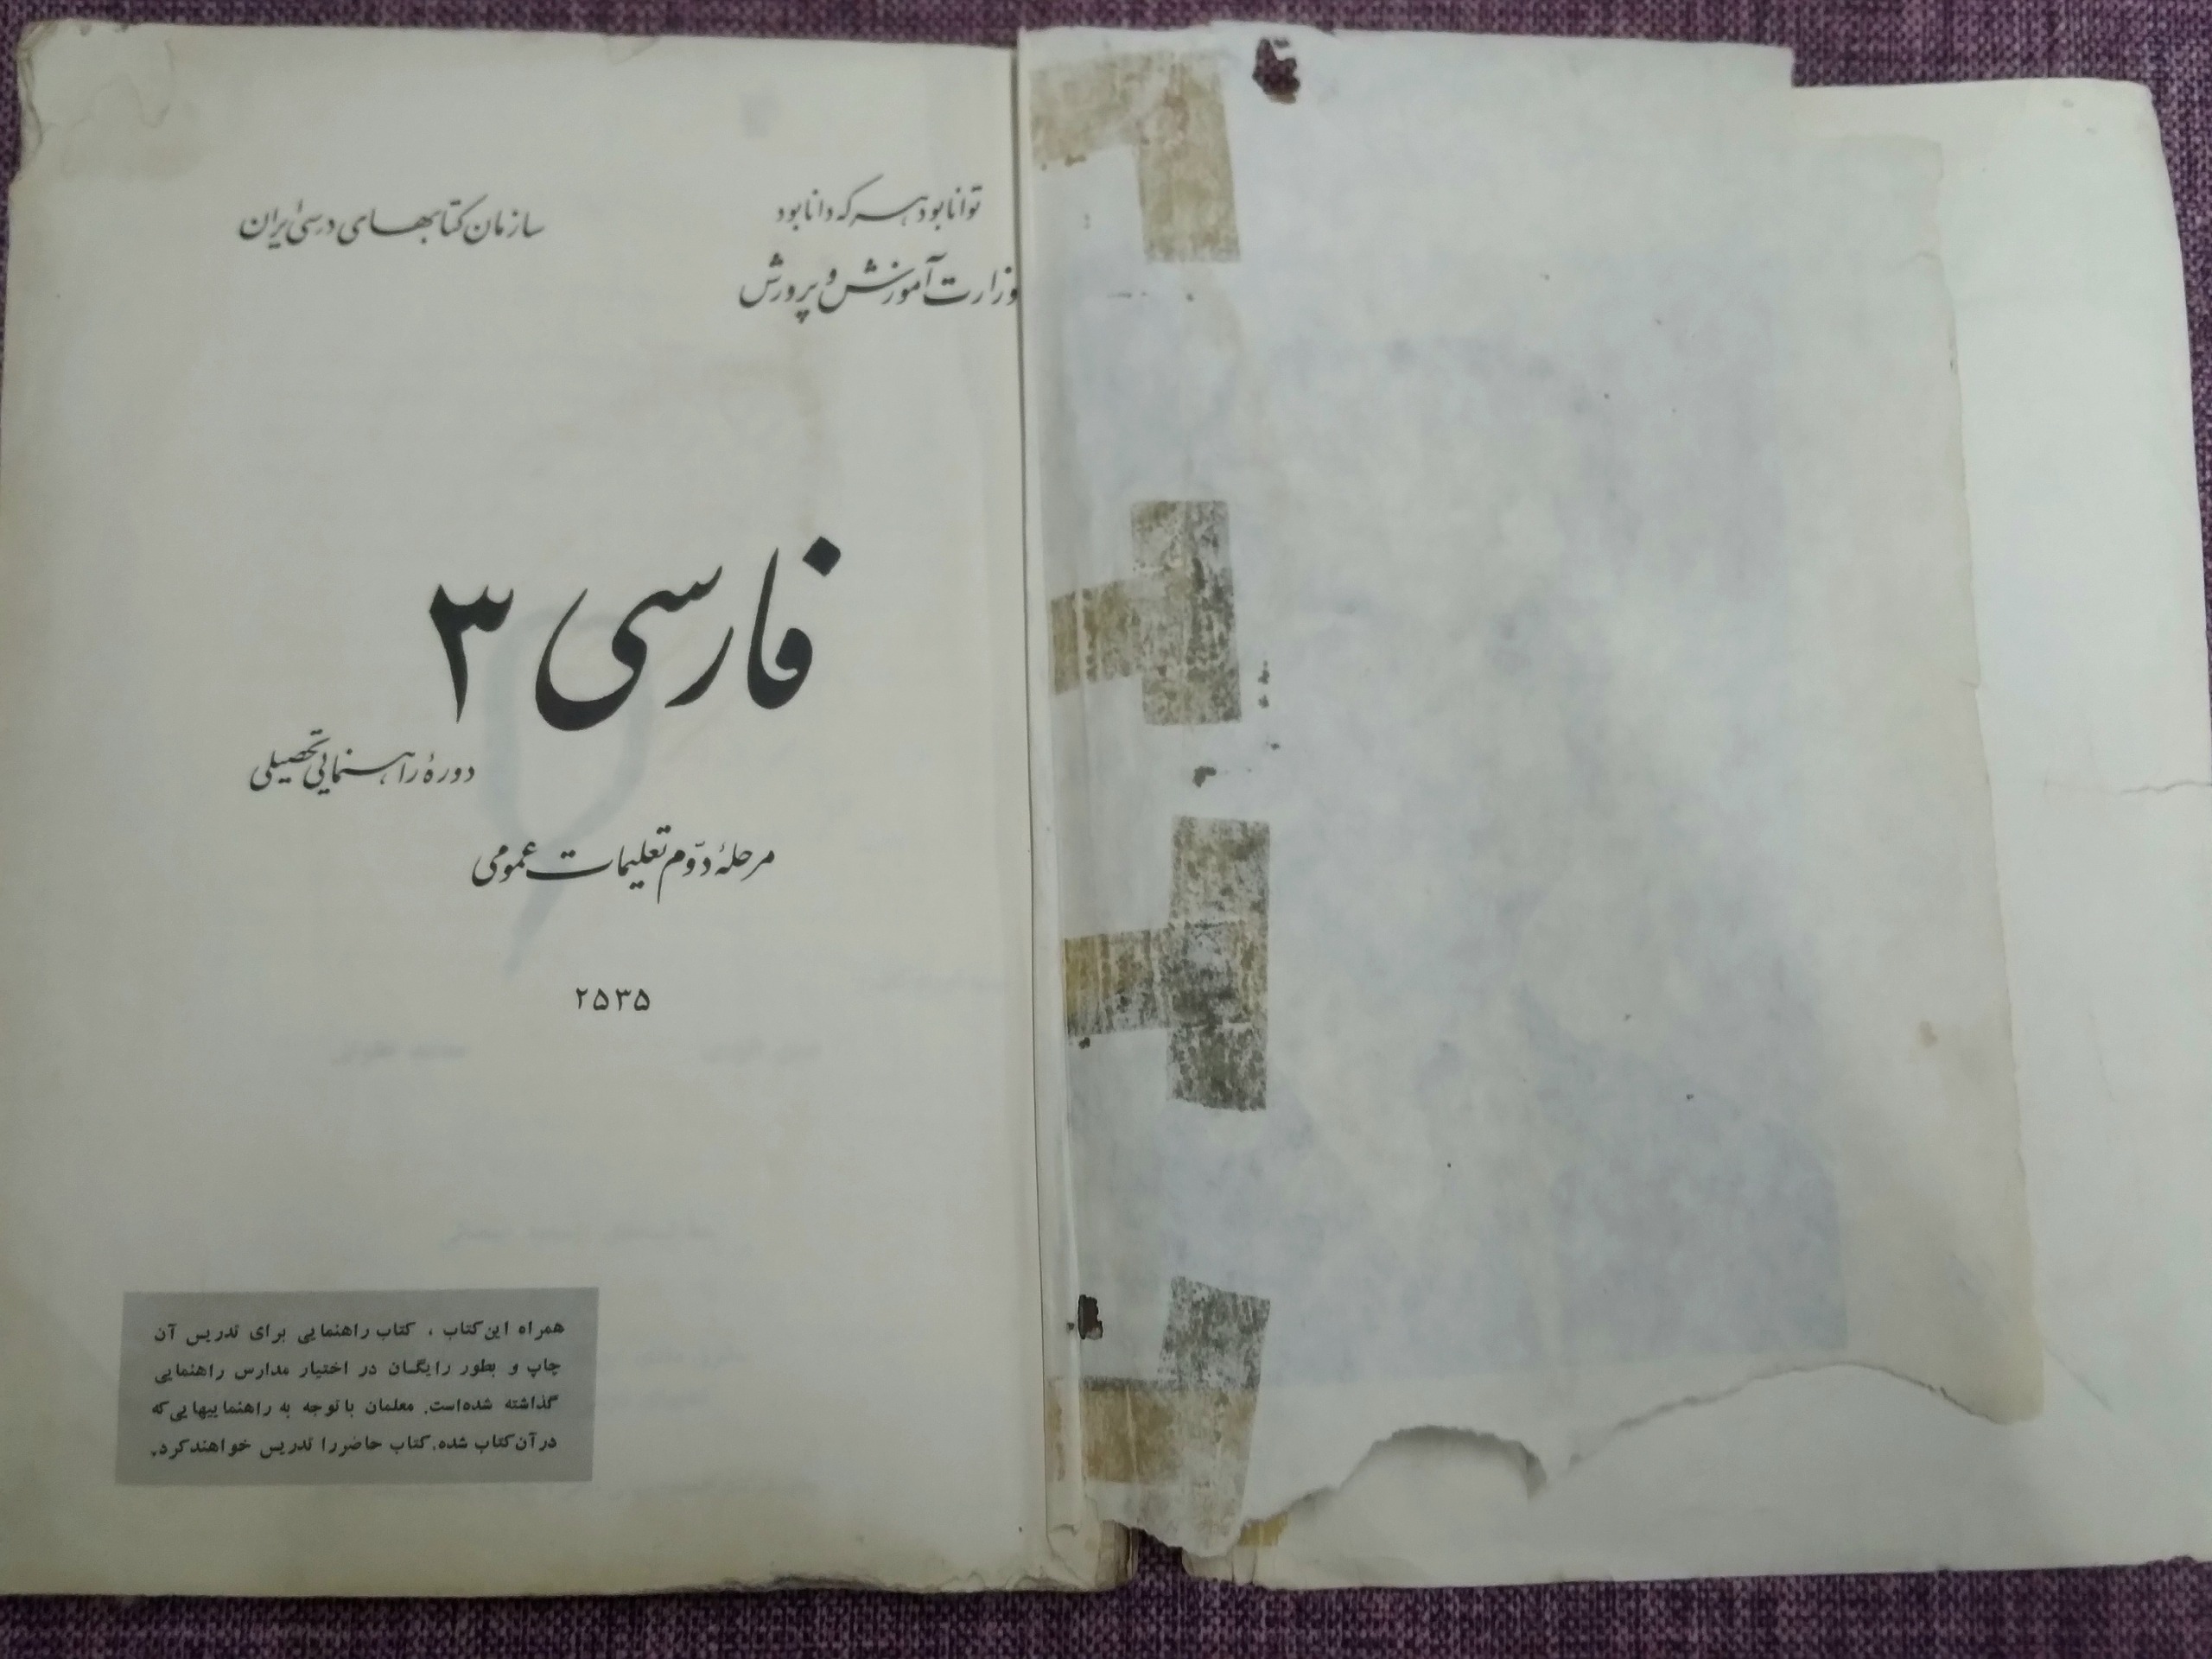 توانا بود هر که دانا بود
وزارت آموزش و پرورش
سازمان کتابهای درسی ایران
فارسی ۳
دورهٔ راهنمایی تحصیلی
مرحلهٔ دوّم تعلیمات عمومی
۲۵۳۵
همراه این کتاب ، کتاب راهنمایی برای تدریس آن
چاپ و بطور رایگان در اختیار مدارس راهنمایی
گذاشته شده‌است. معلمان با توجه به راهنماییهایی‌که
در آن کتاب شده، کتاب حاضر را تدریس خواهند کرد.